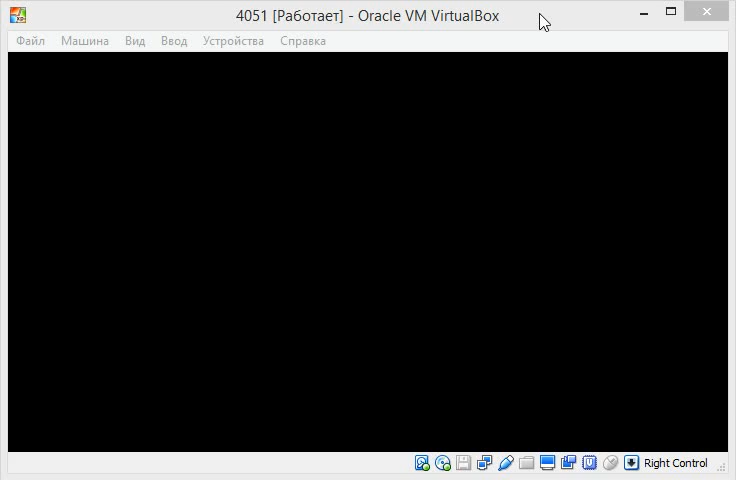 4051 [Работает] - Oracle VM VirtualBox
Файл Машина Вид Ввод Устройства Справка
Right Control